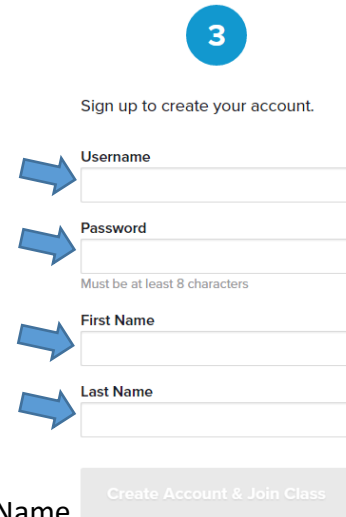 3
Sign up to create your account.
Username
Password
Must be at least 8 characters
First Name
Last Name
Create Account & Join Class
Name